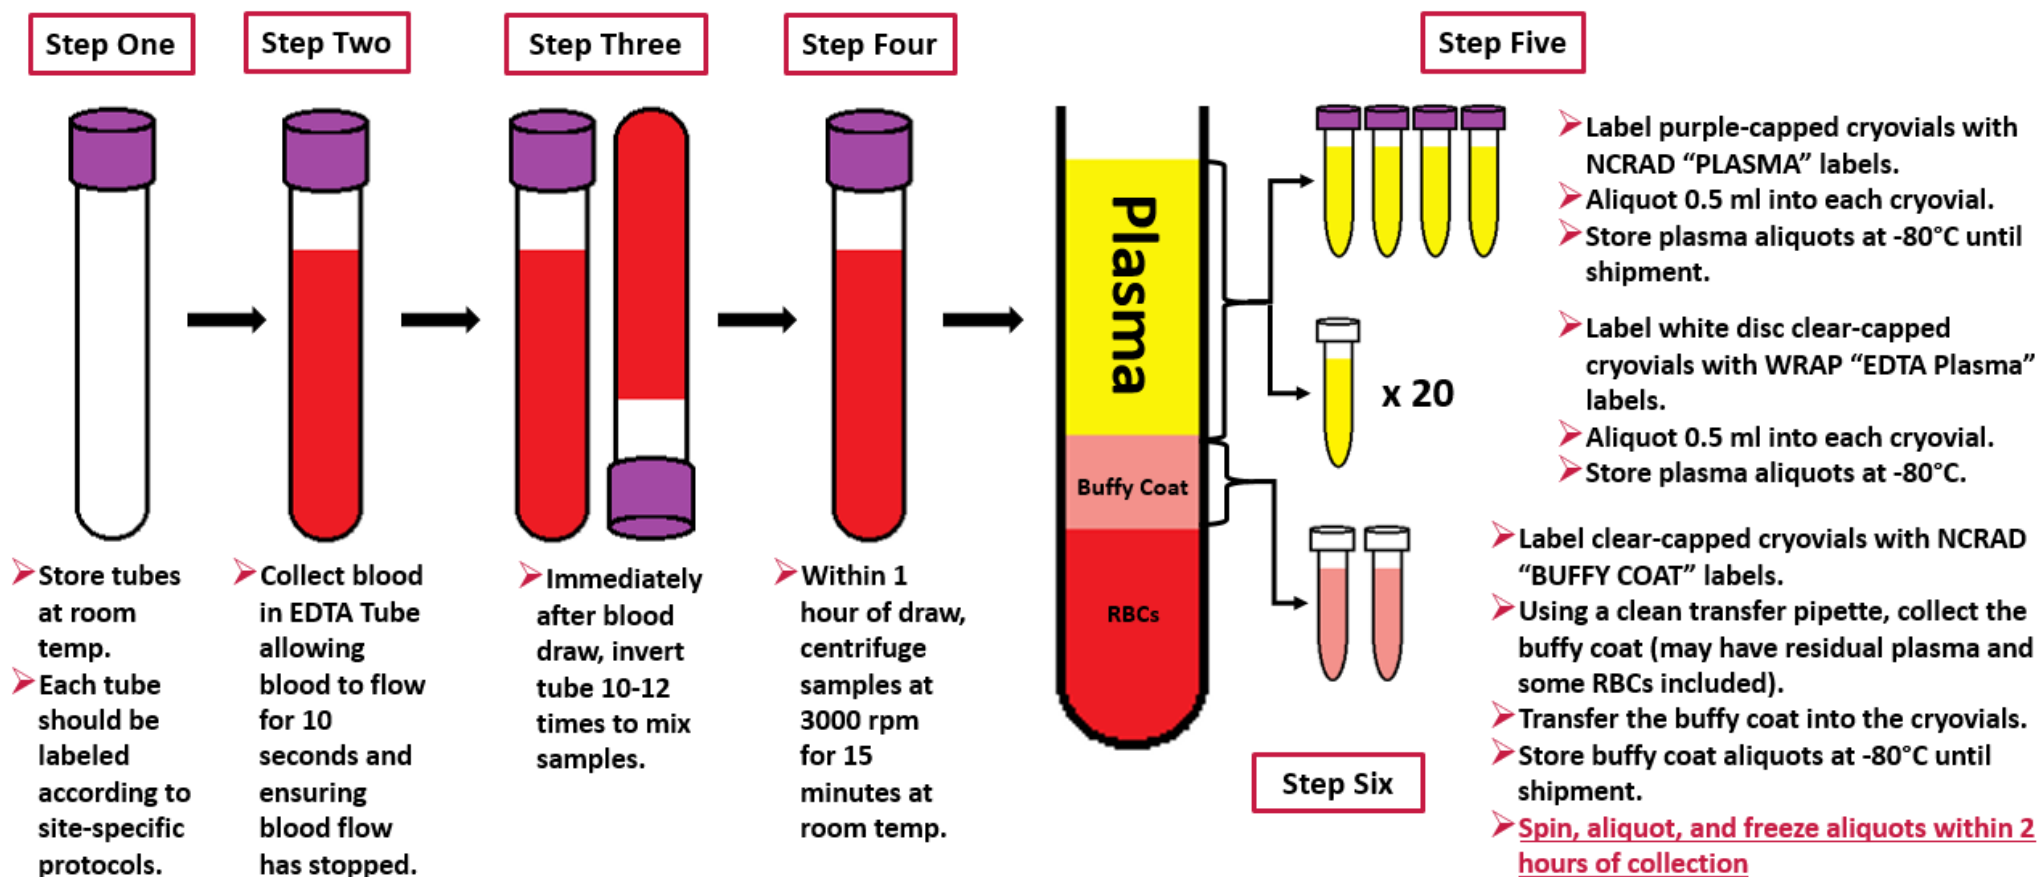 Step One
Store tubes
at room
temp.
Each tube
should be
labeled
according to
site-specific
protocols.
Step Two
Collect blood
in EDTA Tube
allowing
blood to flow
for 10
seconds and
ensuring
blood flow
has stopped.
Step Three
Immediately
after blood
draw, invert
tube 10-12
times to mix
samples.
Step Four
Within 1
hour of draw,
centrifuge
samples at
3000 rpm
for 15
minutes at
room temp.
Plasma
Buffy Coat
RBCs
Step Five
Label purple-capped cryovials with
NCRAD “PLASMA” labels.
Aliquot 0.5 ml into each cryovial.
Store plasma aliquots at -80°C until
shipment.
x 20
Label white disc clear-capped
cryovials with WRAP “EDTA Plasma”
labels.
Aliquot 0.5 ml into each cryovial.
Store plasma aliquots at -80°C.
Step Six
Label clear-capped cryovials with NCRAD
“BUFFY COAT” labels.
Using a clean transfer pipette, collect the
buffy coat (may have residual plasma and
some RBCs included).
Transfer the buffy coat into the cryovials.
Store buffy coat aliquots at -80°C until
shipment.
Spin, aliquot, and freeze aliquots within 2
hours of collection